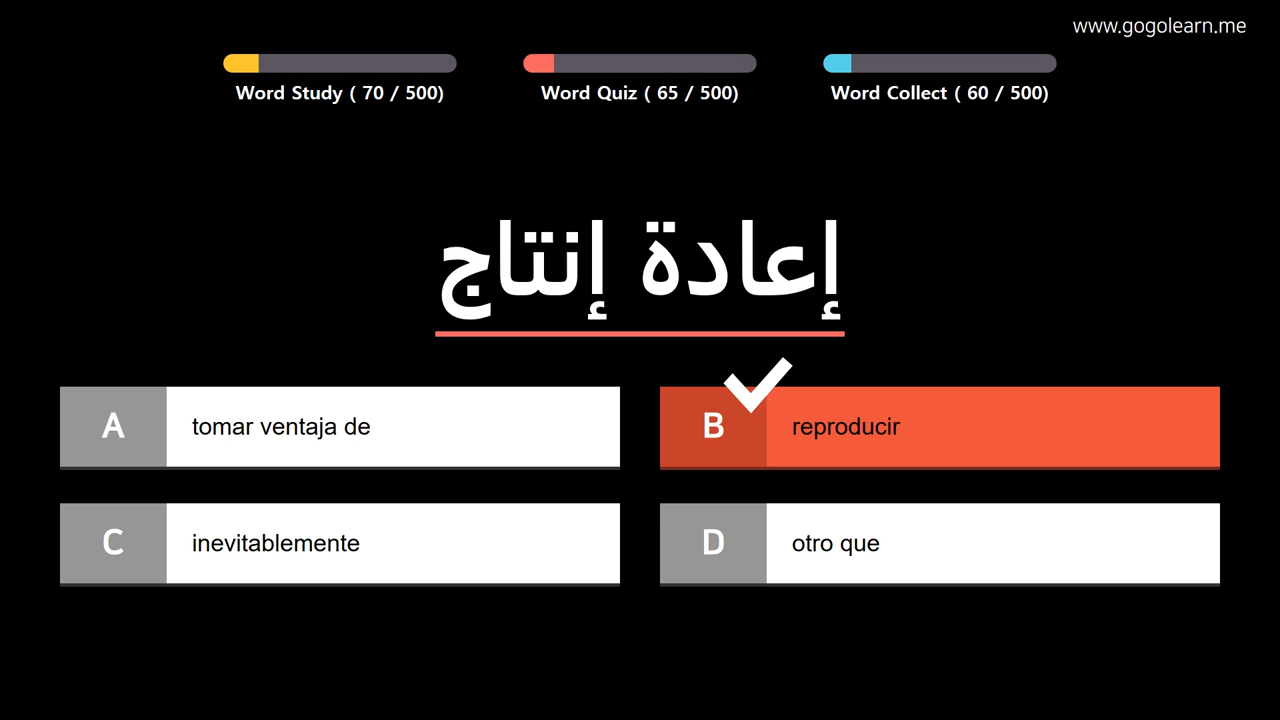 www.gogolearn.me
Word Study ( 70 / 500)
Word Quiz ( 65 / 500)
Word Collect ( 60 / 500)
إعادة إنتاج
A tomar ventaja de
B reproducir
C inevitablemente
D otro que